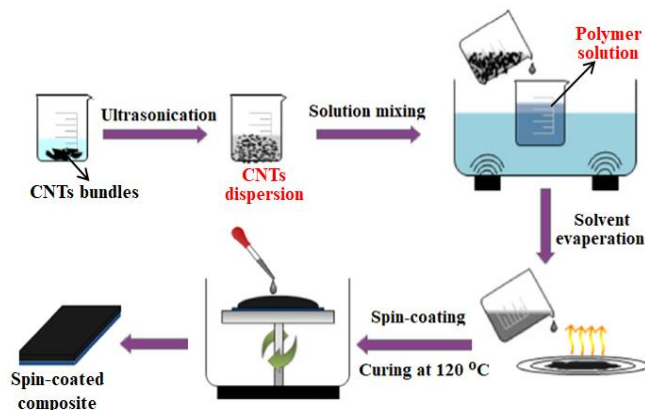 Polymer
solution
Ultrasonication
Solution mixing
CNTs bundles
CNTs
dispersion
Solvent
evaperation
Spin-coating
Curing at 120 ⁰C
Spin-coated
composite